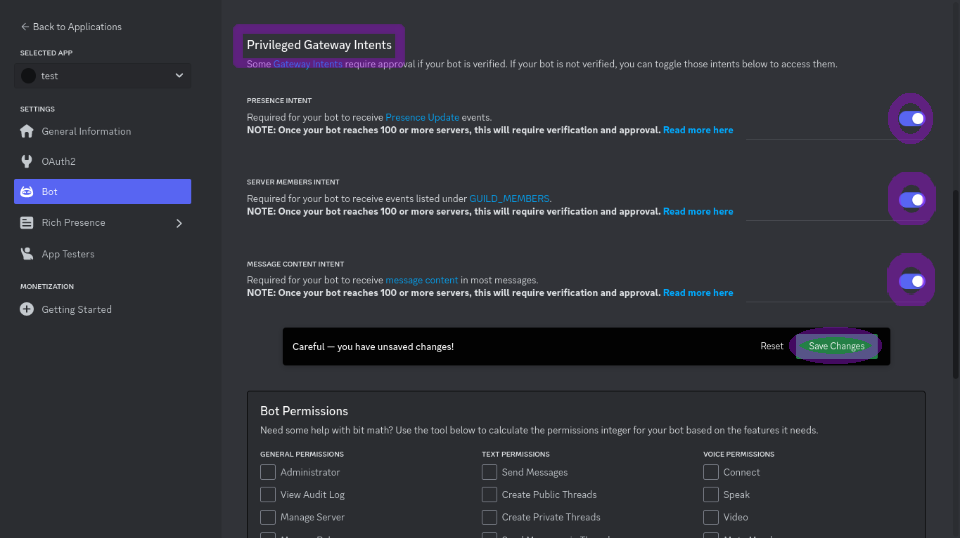 ← Back to Applications
SELECTED APP
test
SETTINGS
General Information
OAuth2
Bot
Rich Presence
App Testers
MONETIZATION
Getting Started
Privileged Gateway Intents
Some Gateway Intents require approval if your bot is verified. If your bot is not verified, you can toggle those intents below to access them.
PRESENCE INTENT
Required for your bot to receive Presence Update events.
NOTE: Once your bot reaches 100 or more servers, this will require verification and approval. Read more here
SERVER MEMBERS INTENT
Required for your bot to receive events listed under GUILD_MEMBERS.
NOTE: Once your bot reaches 100 or more servers, this will require verification and approval. Read more here
MESSAGE CONTENT INTENT
Required for your bot to receive message content in most messages.
NOTE: Once your bot reaches 100 or more servers, this will require verification and approval. Read more here
Careful — you have unsaved changes! Reset Save Changes
Bot Permissions
Need some help with bit math? Use the tool below to calculate the permissions integer for your bot based on the features it needs.
GENERAL PERMISSIONS TEXT PERMISSIONS VOICE PERMISSIONS
Administrator Send Messages Connect
View Audit Log Create Public Threads Speak
Manage Server Create Private Threads Video